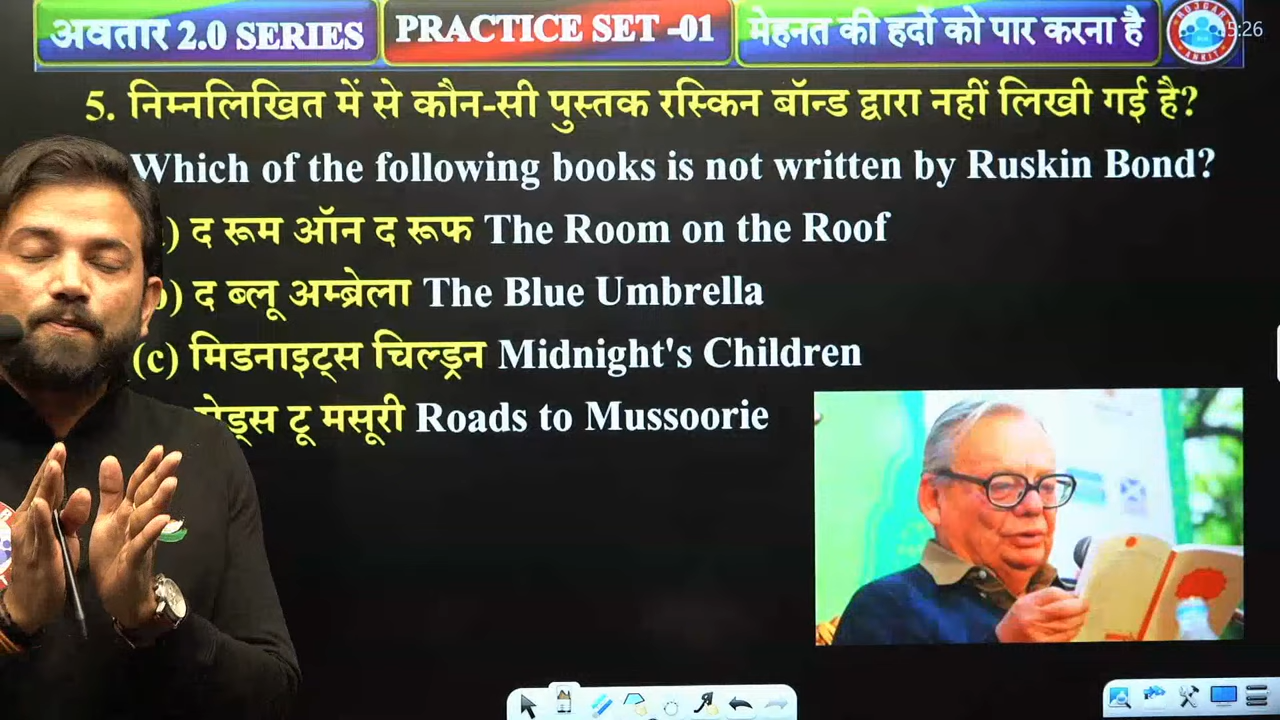 अवतार 2.0 SERIES PRACTICE SET -01 मेहनत की हदों को पार करना है
5:26
5. निम्नलिखित में से कौन-सी पुस्तक रस्किन बॉन्ड द्वारा नहीं लिखी गई है?
Which of the following books is not written by Ruskin Bond?
द रूम ऑन द रूफ The Room on the Roof
द ब्लू अम्ब्रेला The Blue Umbrella
(c) मिडनाइट्स चिल्ड्रन Midnight's Children
टू मसूरी Roads to Mussoorie